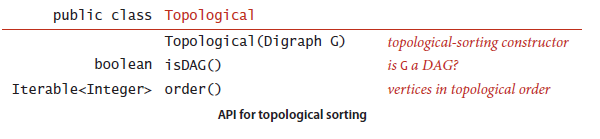 public class Topological
Topological(Digraph G) topological-sorting constructor
boolean isDAG() is G a DAG?
Iterable<Integer> order() vertices in topological order
API for topological sorting